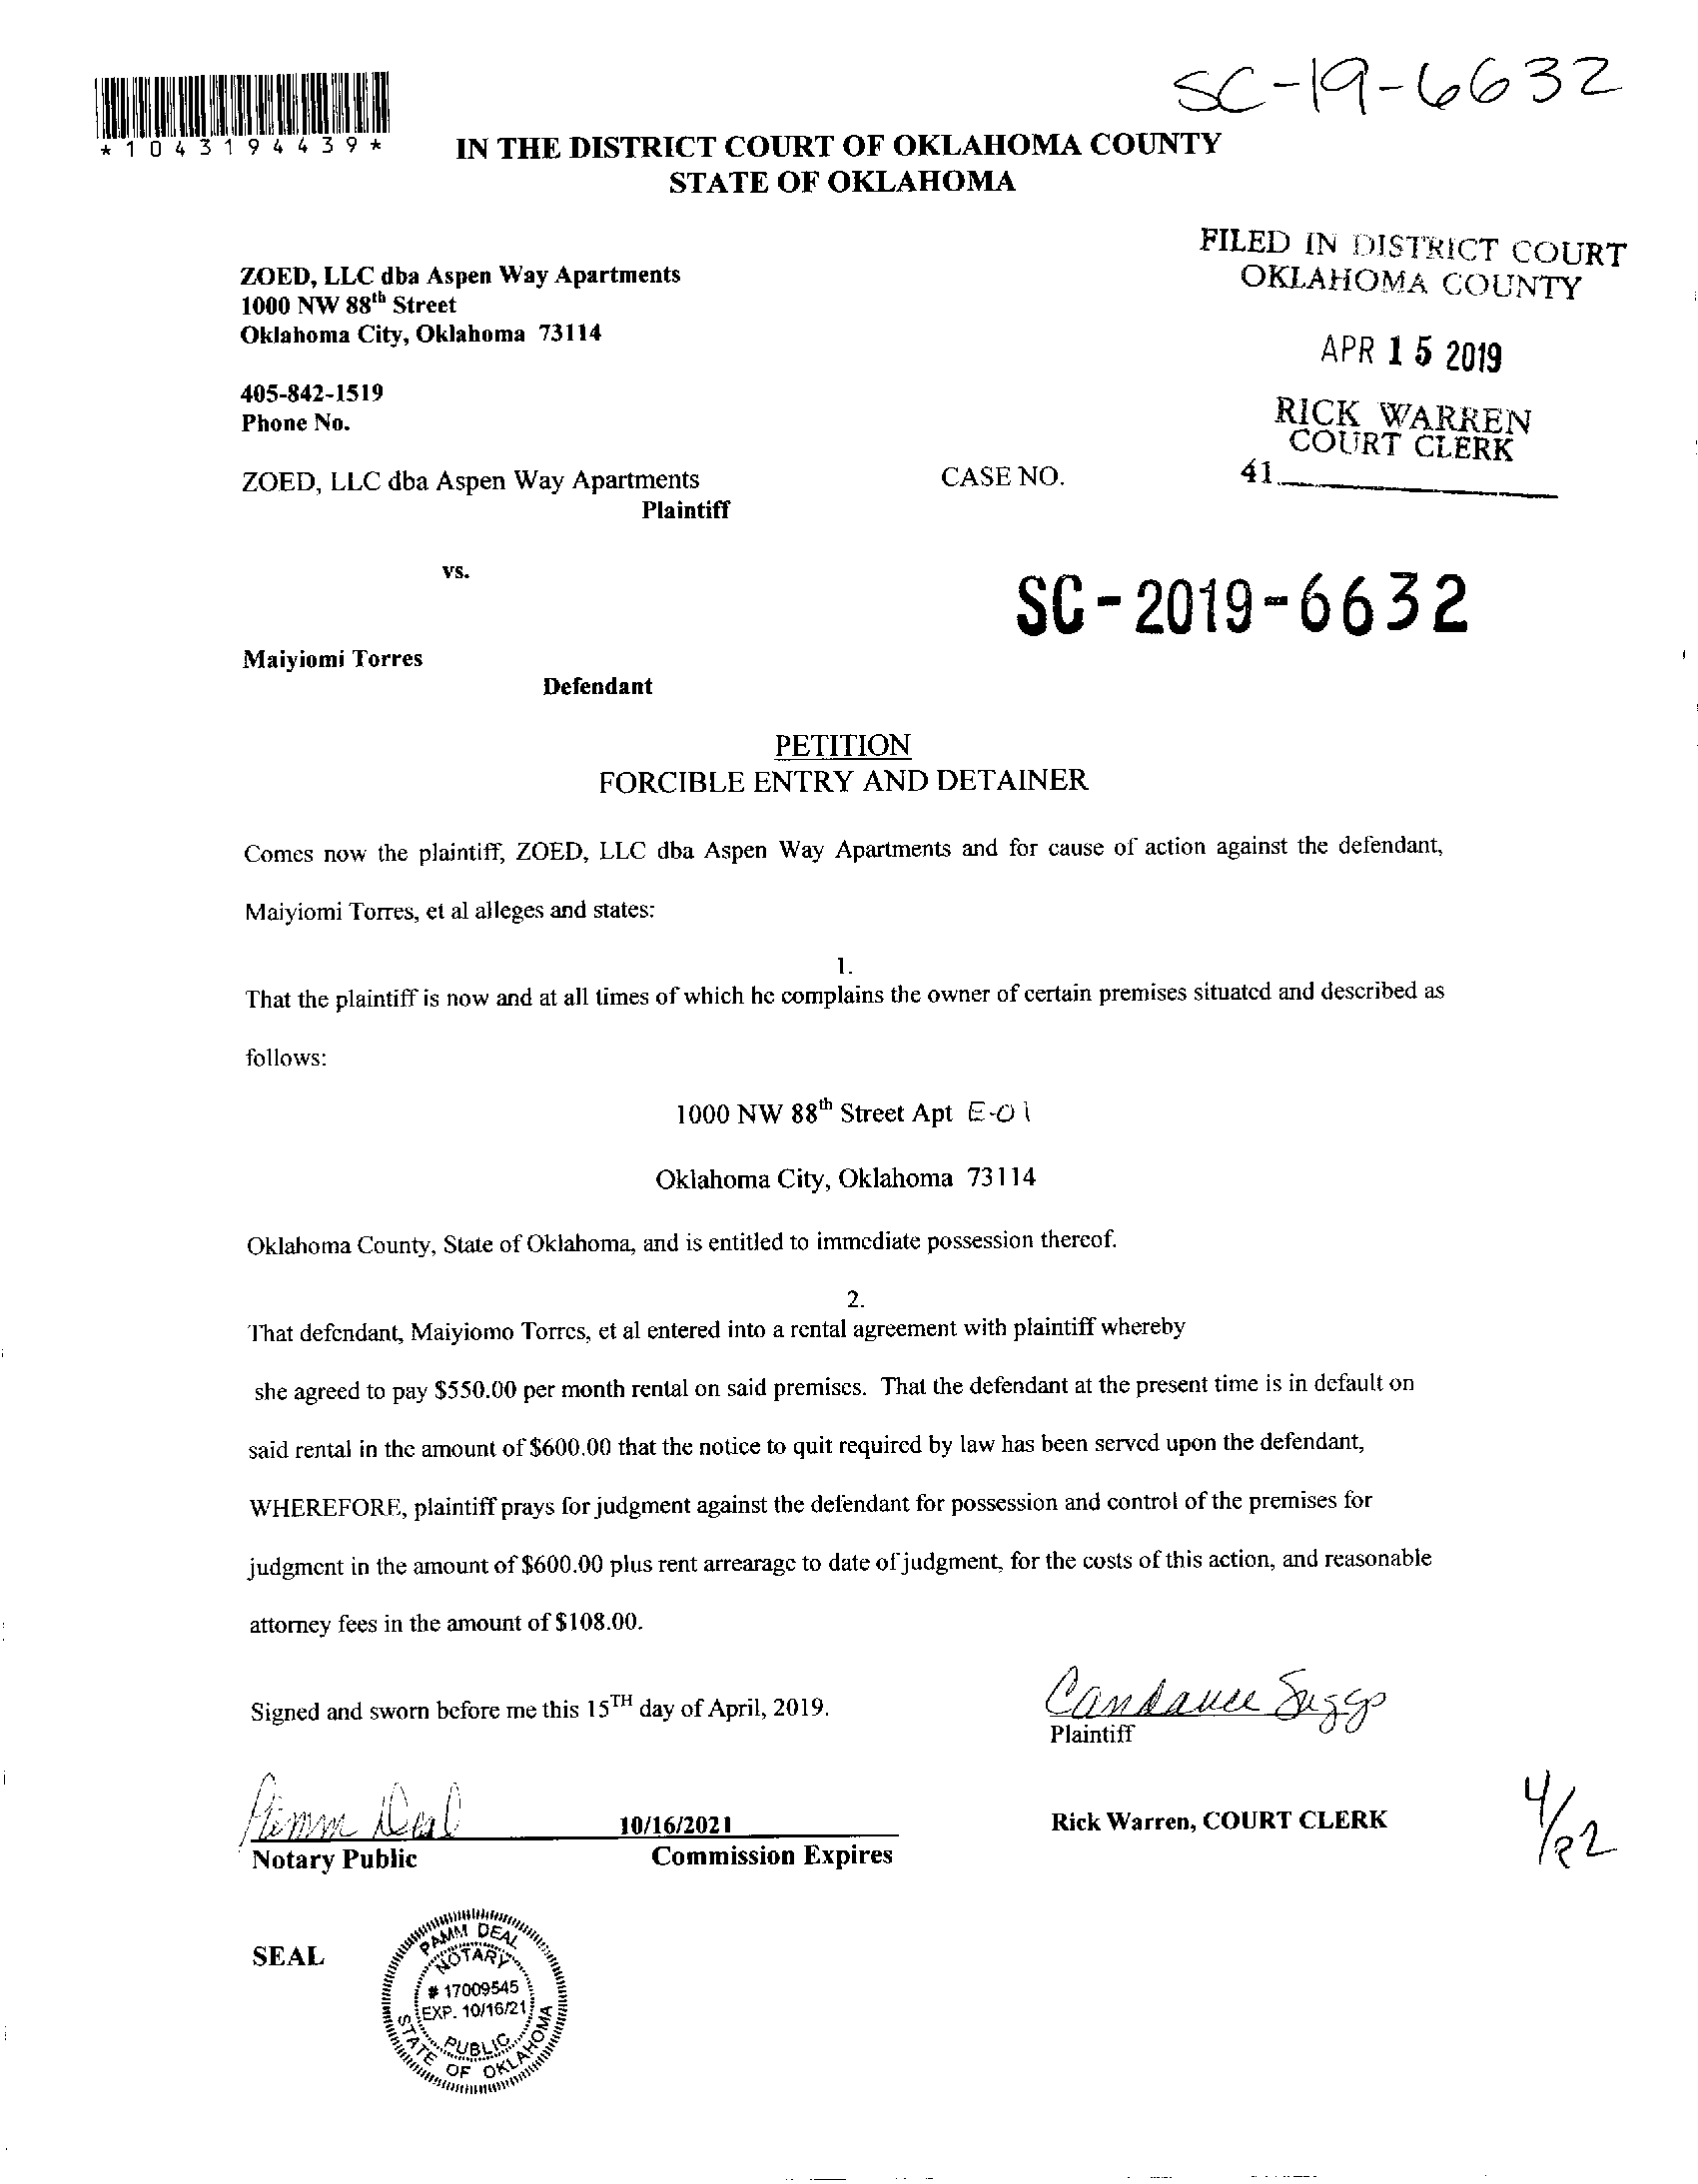 SC-19-6632
*1043194439*
IN THE DISTRICT COURT OF OKLAHOMA COUNTY
STATE OF OKLAHOMA
FILED IN DISTRICT COURT
OKLAHOMA COUNTY
APR 15 2019
RICK WARREN
COURT CLERK
41
ZOED, LLC dba Aspen Way Apartments
1000 NW 88th Street
Oklahoma City, Oklahoma 73114
405-842-1519
Phone No.
ZOED, LLC dba Aspen Way Apartments
Plaintiff
CASE NO.
vs.
SC-2019-6632
Maiyiomi Torres
Defendant
PETITION
FORCIBLE ENTRY AND DETAINER
Comes now the plaintiff, ZOED, LLC dba Aspen Way Apartments and for cause of action against the defendant,
Maiyiomi Torres, et al alleges and states:
1.
That the plaintiff is now and at all times of which he complains the owner of certain premises situated and described as
follows:
1000 NW 88th Street Apt E-01
Oklahoma City, Oklahoma 73114
Oklahoma County, State of Oklahoma, and is entitled to immediate possession thereof.
2.
That defendant, Maiyiomo Torres, et al entered into a rental agreement with plaintiff whereby
she agreed to pay $550.00 per month rental on said premises. That the defendant at the present time is in default on
said rental in the amount of $600.00 that the notice to quit required by law has been served upon the defendant,
WHEREFORE, plaintiff prays for judgment against the defendant for possession and control of the premises for
judgment in the amount of $600.00 plus rent arrearage to date of judgment, for the costs of this action, and reasonable
attorney fees in the amount of $108.00.
Signed and sworn before me this 15TH day of April, 2019.
Candance Suggs
Plaintiff
Pamm Deal
10/16/2021
Notary Public
Commission Expires
Rick Warren, COURT CLERK
4/22
SEAL
PAMM DEAL
NOTARY
# 17009545
EXP. 10/16/21
PUBLIC
STATE OF OKLAHOMA